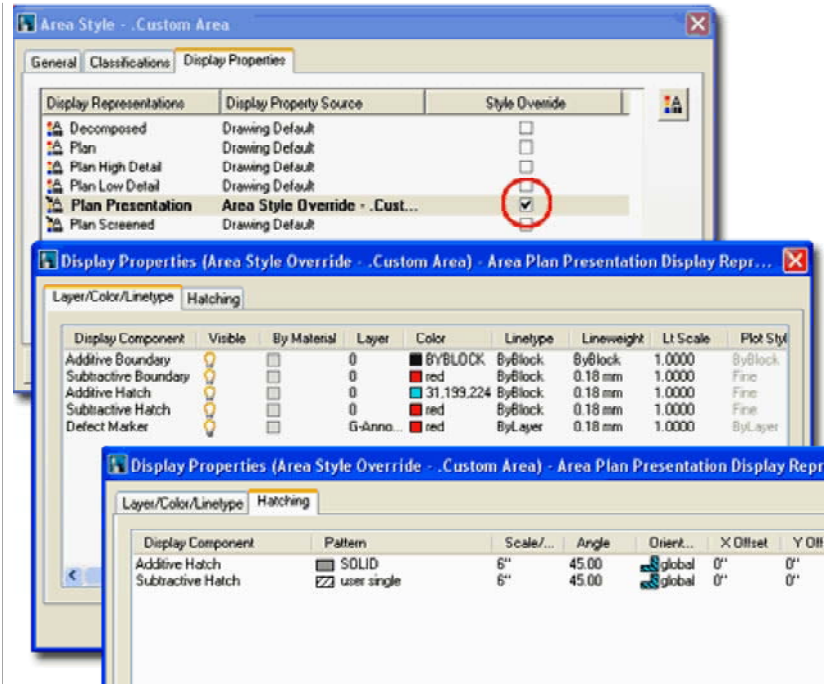 Area Style - .Custom Area
General Classifications Display Properties
Display Representations Display Property Source Style Override
Decomposed Drawing Default
Plan Drawing Default
Plan High Detail Drawing Default
Plan Low Detail Drawing Default
Plan Presentation Area Style Override - .Cust...
Plan Screened Drawing Default
Display Properties (Area Style Override - .Custom Area) - Area Plan Presentation Display Repr...
Layer/Color/Linetype Hatching
Display Component Visible By Material Layer Color Linetype Lineweight Lt Scale Plot Styl
Additive Boundary 0 BYBLOCK ByBlock ByBlock 1.0000 ByBlock
Subtractive Boundary 0 red ByBlock 0.18 mm 1.0000 Fine
Additive Hatch 0 31,199,224 ByBlock 0.18 mm 1.0000 Fine
Subtractive Hatch 0 red ByBlock 0.18 mm 1.0000 Fine
Defect Marker G-Anno... red ByLayer 0.18 mm 1.0000 ByLayer
Display Properties (Area Style Override - .Custom Area) - Area Plan Presentation Display Repr
Layer/Color/Linetype Hatching
Display Component Pattern Scale/... Angle Orient... X Offset Y Off
Additive Hatch SOLID 6" 45.00 global 0" 0"
Subtractive Hatch user single 6" 45.00 global 0" 0"